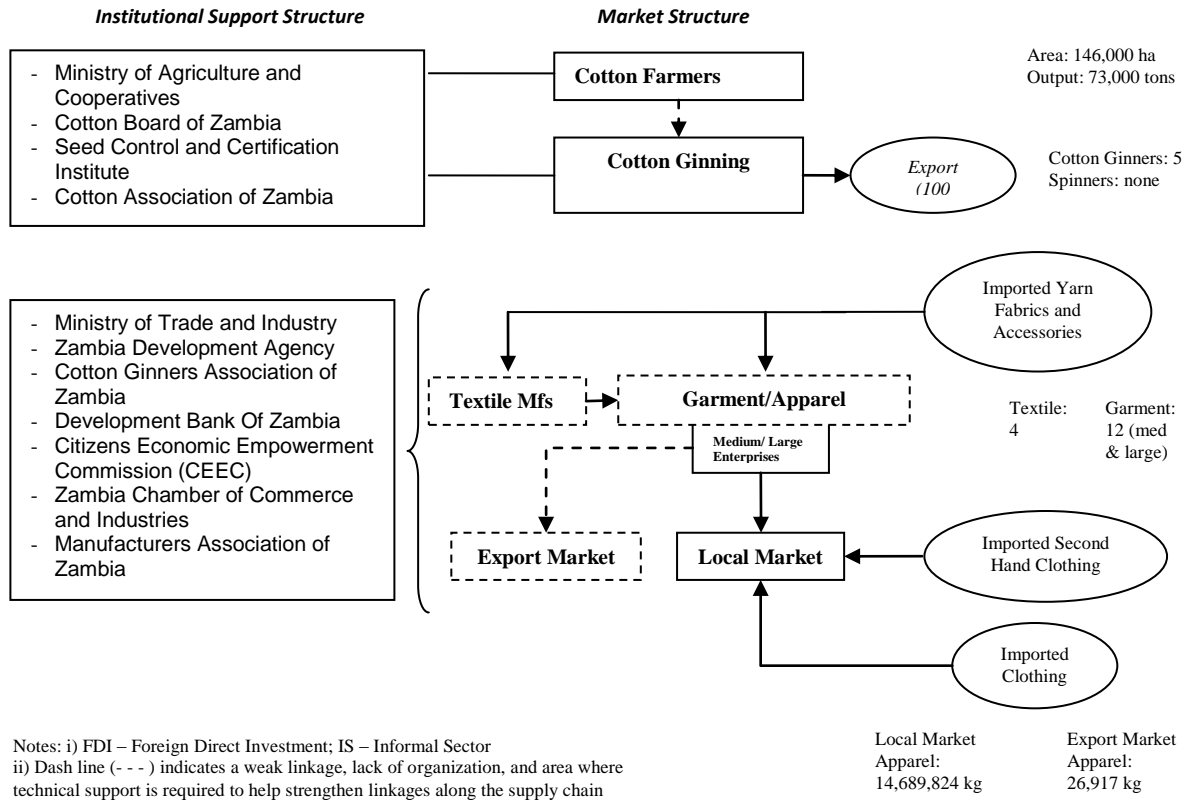 Institutional Support Structure
Market Structure
- Ministry of Agriculture and
Cooperatives
- Cotton Board of Zambia
- Seed Control and Certification
Institute
- Cotton Association of Zambia
Cotton Farmers
Area: 146,000 ha
Output: 73,000 tons
Cotton Ginning
Export
(100
Cotton Ginners: 5
Spinners: none
- Ministry of Trade and Industry
- Zambia Development Agency
- Cotton Ginners Association of
Zambia
- Development Bank Of Zambia
- Citizens Economic Empowerment
Commission (CEEC)
- Zambia Chamber of Commerce
and Industries
- Manufacturers Association of
Zambia
Imported Yarn
Fabrics and
Accessories
Textile Mfs
Garment/Apparel
Medium/ Large
Enterprises
Textile:
4
Garment:
12 (med
& large)
Export Market
Local Market
Imported Second
Hand Clothing
Imported
Clothing
Notes: i) FDI – Foreign Direct Investment; IS – Informal Sector
ii) Dash line (- - - ) indicates a weak linkage, lack of organization, and area where
technical support is required to help strengthen linkages along the supply chain
Local Market
Apparel:
14,689,824 kg
Export Market
Apparel:
26,917 kg